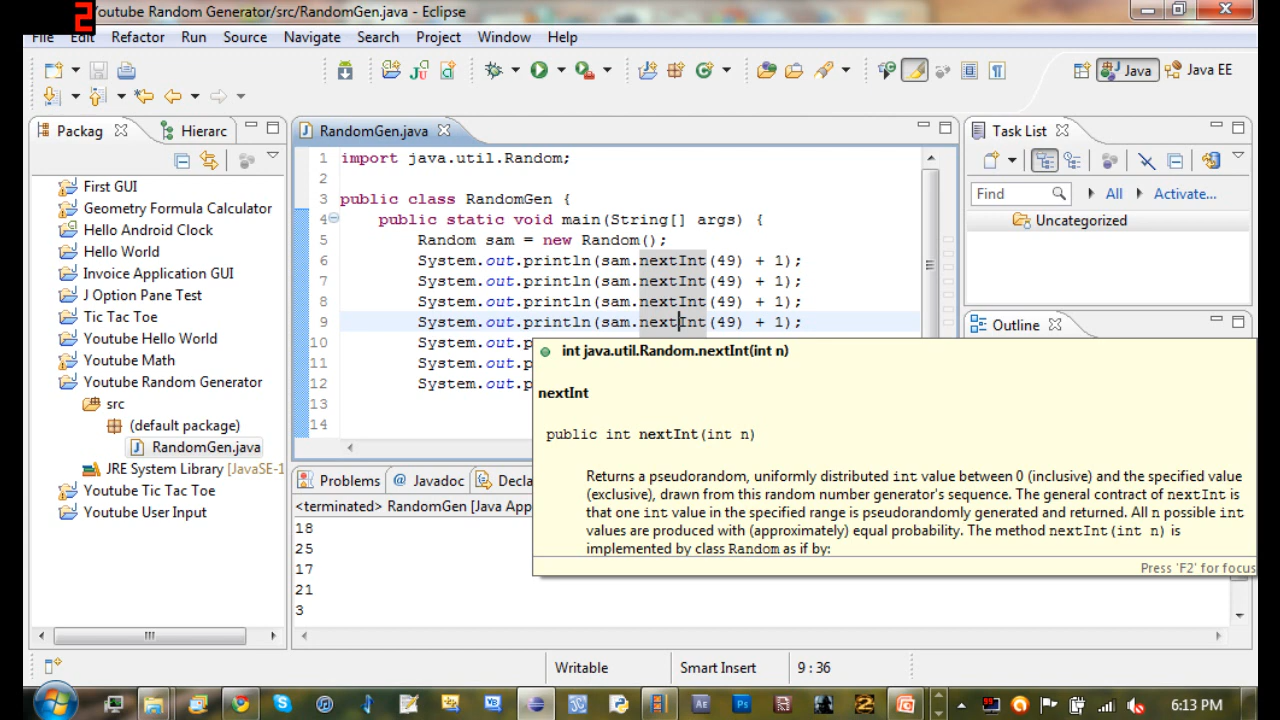 2
Youtube Random Generator/src/RandomGen.java - Eclipse
File Edit Refactor Run Source Navigate Search Project Window Help
Java Java EE
Packag Hierarc
First GUI
Geometry Formula Calculator
Hello Android Clock
Hello World
Invoice Application GUI
J Option Pane Test
Tic Tac Toe
Youtube Hello World
Youtube Math
Youtube Random Generator
src
(default package)
RandomGen.java
JRE System Library [JavaSE-1
Youtube Tic Tac Toe
Youtube User Input
RandomGen.java
1 import java.util.Random;
2
3 public class RandomGen {
4 public static void main(String[] args) {
5 Random sam = new Random();
6 System.out.println(sam.nextInt(49) + 1);
7 System.out.println(sam.nextInt(49) + 1);
8 System.out.println(sam.nextInt(49) + 1);
9 System.out.println(sam.nextInt(49) + 1);
10 System.out.p
11 System.out.p
12 System.out.p
13
14
int java.util.Random.nextInt(int n)
nextInt
public int nextInt(int n)
Returns a pseudorandom, uniformly distributed int value between 0 (inclusive) and the specified value
(exclusive), drawn from this random number generator's sequence. The general contract of nextInt is
that one int value in the specified range is pseudorandomly generated and returned. All n possible int
values are produced with (approximately) equal probability. The method nextInt(int n) is
implemented by class Random as if by:
Press 'F2' for focus
Task List
Find All Activate...
Uncategorized
Outline
Problems @ Javadoc Decla
<terminated> RandomGen [Java App
18
25
17
21
3
Writable Smart Insert 9 : 36
6:13 PM